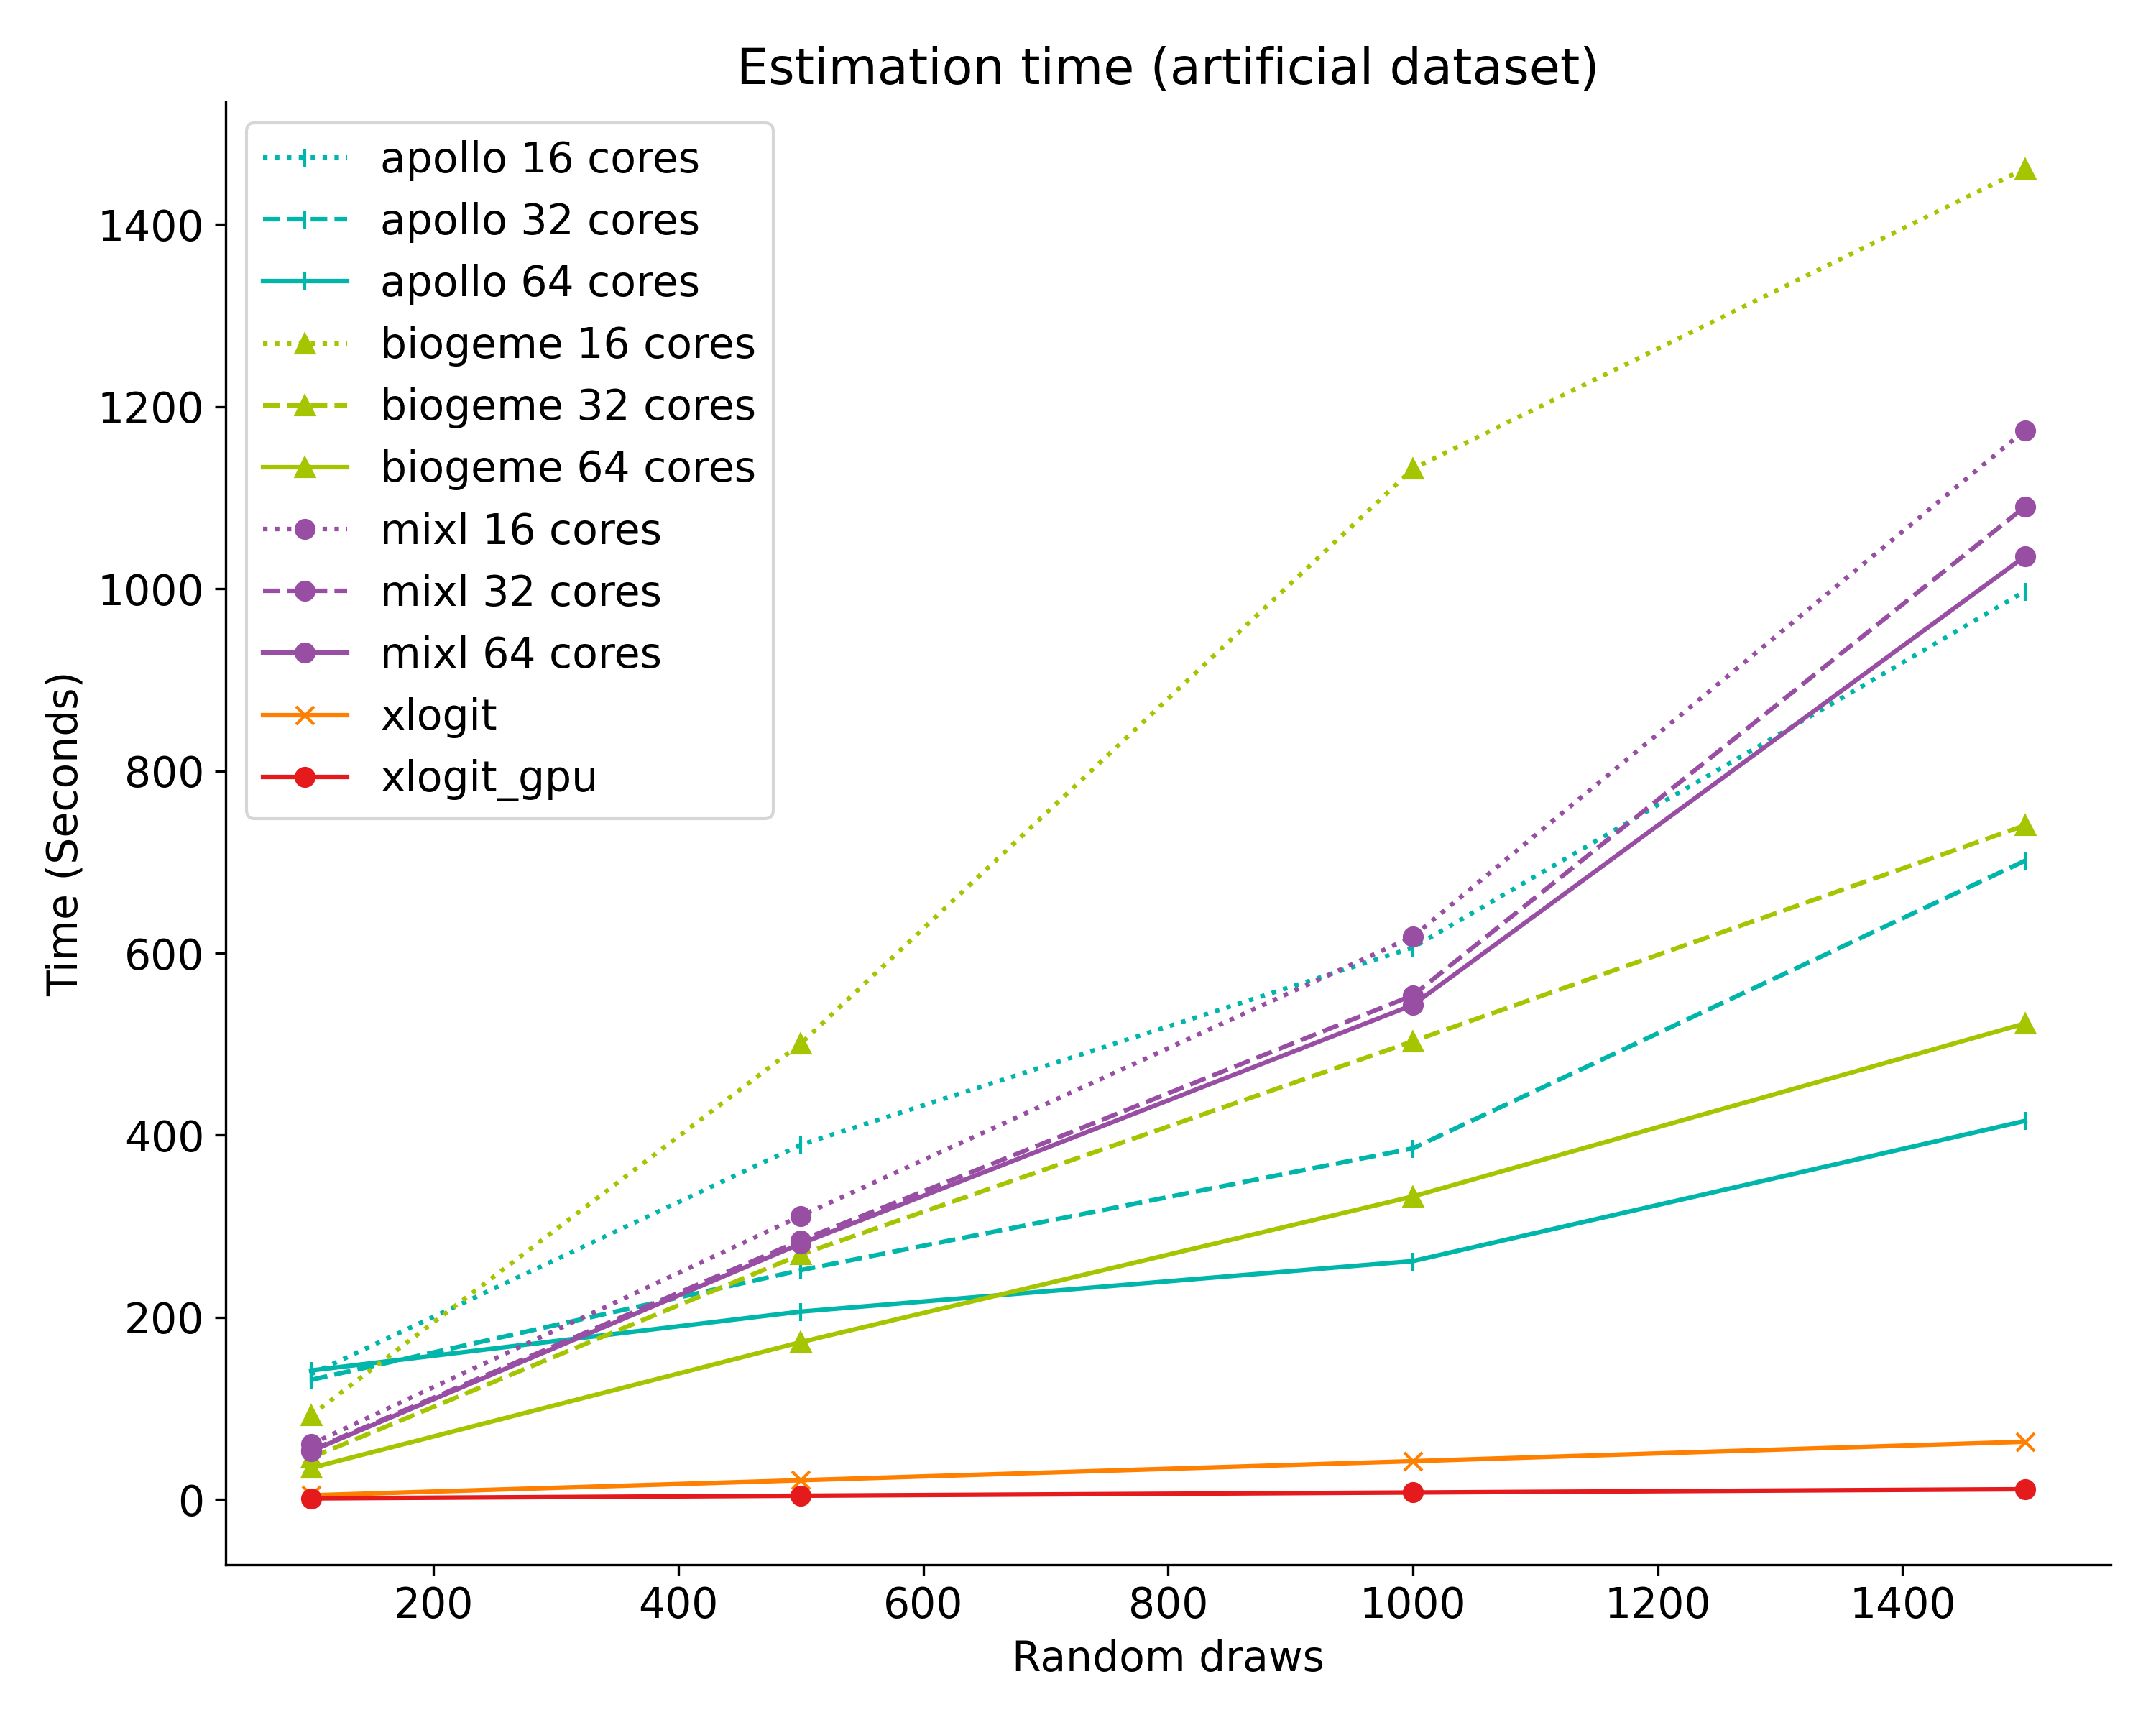 Estimation time (artificial dataset)
apollo 16 cores
apollo 32 cores
apollo 64 cores
biogeme 16 cores
biogeme 32 cores
biogeme 64 cores
mixl 16 cores
mixl 32 cores
mixl 64 cores
xlogit
xlogit_gpu
Time (Seconds)
1400
1200
1000
800
600
400
200
0
200 400 600 800 1000 1200 1400
Random draws